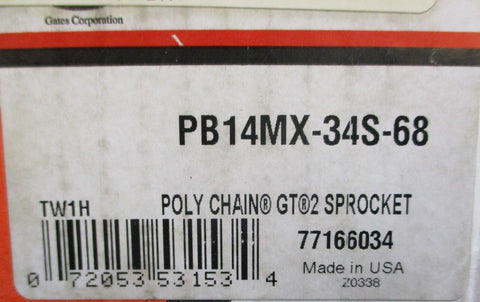 Gates Corporation
PB14MX-34S-68
TW1H POLY CHAIN® GT®2 SPROCKET
77166034
Made in USA
0 72053 53153 4
Z0338